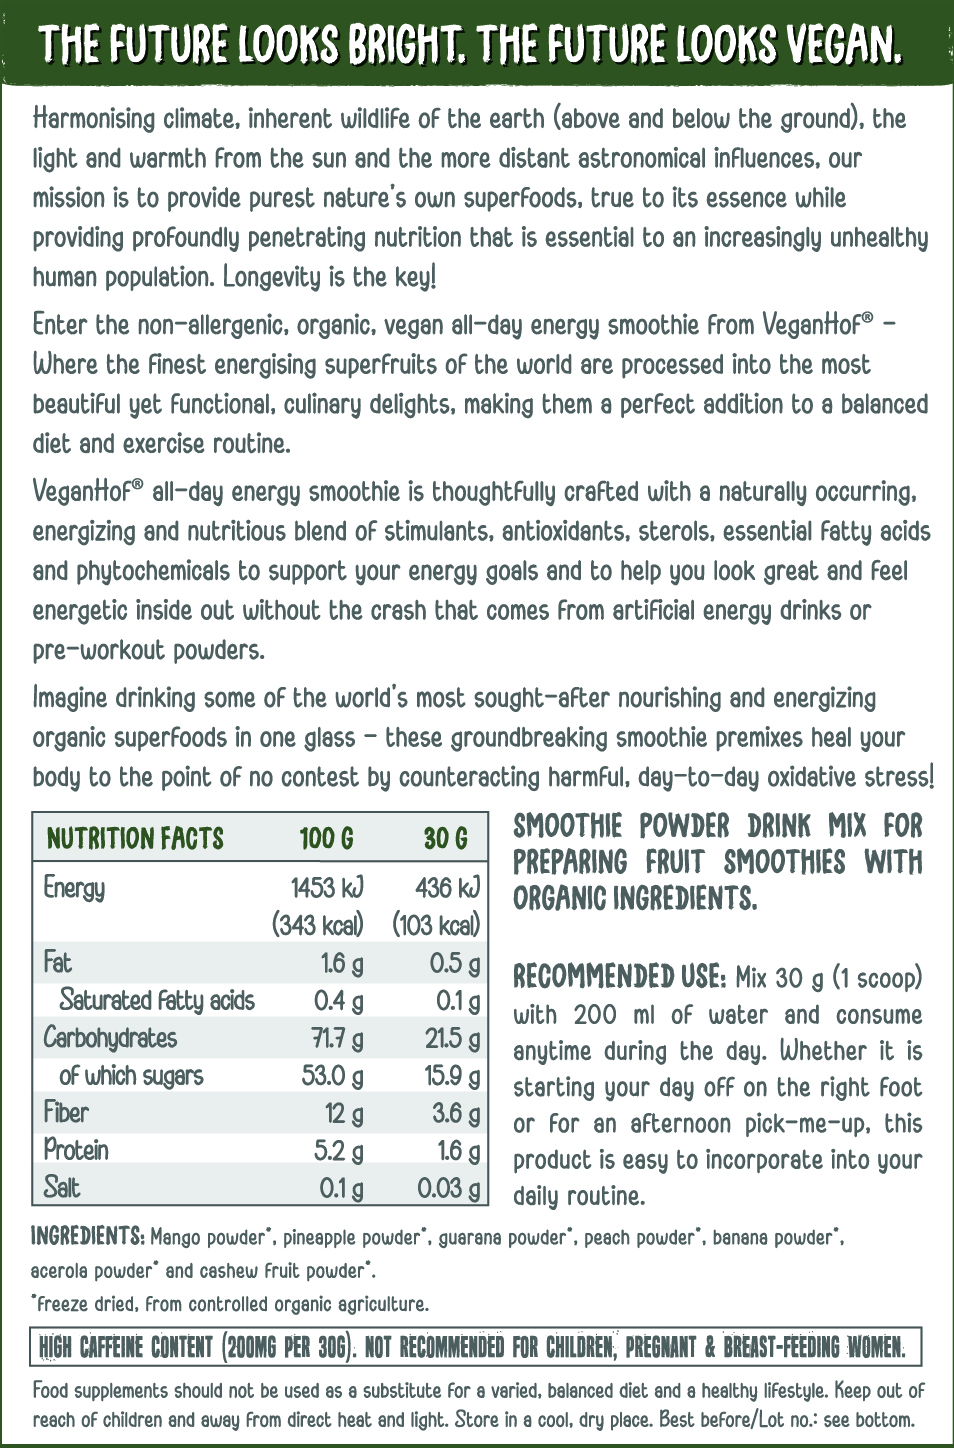 THE FUTURE LOOKS BRIGHT. THE FUTURE LOOKS VEGAN.
Harmonising climate, inherent wildlife of the earth (above and below the ground), the
light and warmth from the sun and the more distant astronomical influences, our
mission is to provide purest nature's own superfoods, true to its essence while
providing profoundly penetrating nutrition that is essential to an increasingly unhealthy
human population. Longevity is the key!
Enter the non-allergenic, organic, vegan all-day energy smoothie from VeganHof® –
Where the finest energising superfruits of the world are processed into the most
beautiful yet functional, culinary delights, making them a perfect addition to a balanced
diet and exercise routine.
VeganHof® all-day energy smoothie is thoughtfully crafted with a naturally occurring,
energizing and nutritious blend of stimulants, antioxidants, sterols, essential fatty acids
and phytochemicals to support your energy goals and to help you look great and feel
energetic inside out without the crash that comes from artificial energy drinks or
pre-workout powders.
Imagine drinking some of the world's most sought-after nourishing and energizing
organic superfoods in one glass – these groundbreaking smoothie premixes heal your
body to the point of no contest by counteracting harmful, day-to-day oxidative stress!
NUTRITION FACTS 100 G 30 G
Energy 1453 kJ 436 kJ
(343 kcal) (103 kcal)
Fat 1.6 g 0.5 g
Saturated fatty acids 0.4 g 0.1 g
Carbohydrates 71.7 g 21.5 g
of which sugars 53.0 g 15.9 g
Fiber 12 g 3.6 g
Protein 5.2 g 1.6 g
Salt 0.1 g 0.03 g
SMOOTHIE POWDER DRINK MIX FOR
PREPARING FRUIT SMOOTHIES WITH
ORGANIC INGREDIENTS.
RECOMMENDED USE: Mix 30 g (1 scoop)
with 200 ml of water and consume
anytime during the day. Whether it is
starting your day off on the right foot
or for an afternoon pick-me-up, this
product is easy to incorporate into your
daily routine.
INGREDIENTS: Mango powder*, pineapple powder*, guarana powder*, peach powder*, banana powder*,
acerola powder* and cashew fruit powder*.
*freeze dried, from controlled organic agriculture.
HIGH CAFFEINE CONTENT (200MG PER 30G). NOT RECOMMENDED FOR CHILDREN, PREGNANT & BREAST-FEEDING WOMEN.
Food supplements should not be used as a substitute for a varied, balanced diet and a healthy lifestyle. Keep out of
reach of children and away from direct heat and light. Store in a cool, dry place. Best before/Lot no.: see bottom.